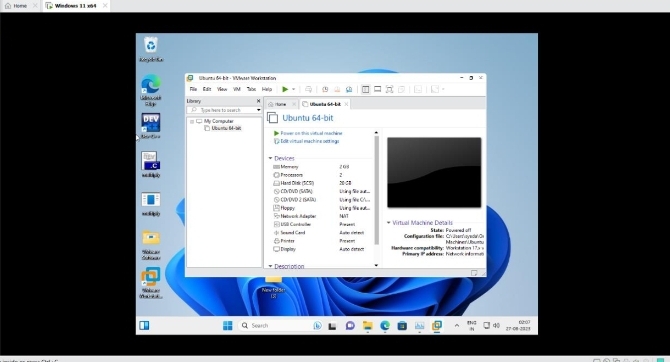 Home
Windows 11 x64
Recycle Bin
Microsoft
Edge
multiply
multiply
VMware
Workstat...
Ubuntu 64-bit - VMware Workstation
File Edit View VM Tabs Help
Library
Type here to search
My Computer
Ubuntu 64-bit
Home
Ubuntu 64-bit
Ubuntu 64-bit
Power on this virtual machine
Edit virtual machine settings
Devices
Memory 2 GB
Processors 2
Hard Disk (SCSI) 20 GB
CD/DVD (SATA) Using file aut...
CD/DVD 2 (SATA) Using file C:\...
Floppy Using file aut...
Network Adapter NAT
USB Controller Present
Sound Card Auto detect
Printer Present
Display Auto detect
Description
Virtual Machine Details
State: Powered off
Configuration file:
Machines\Ubuntu
Hardware compatibility: Workstation 17.x v
Primary IP address: Network informati
New folder
(2)
Search
ENG
IN
02:07
27-08-2023